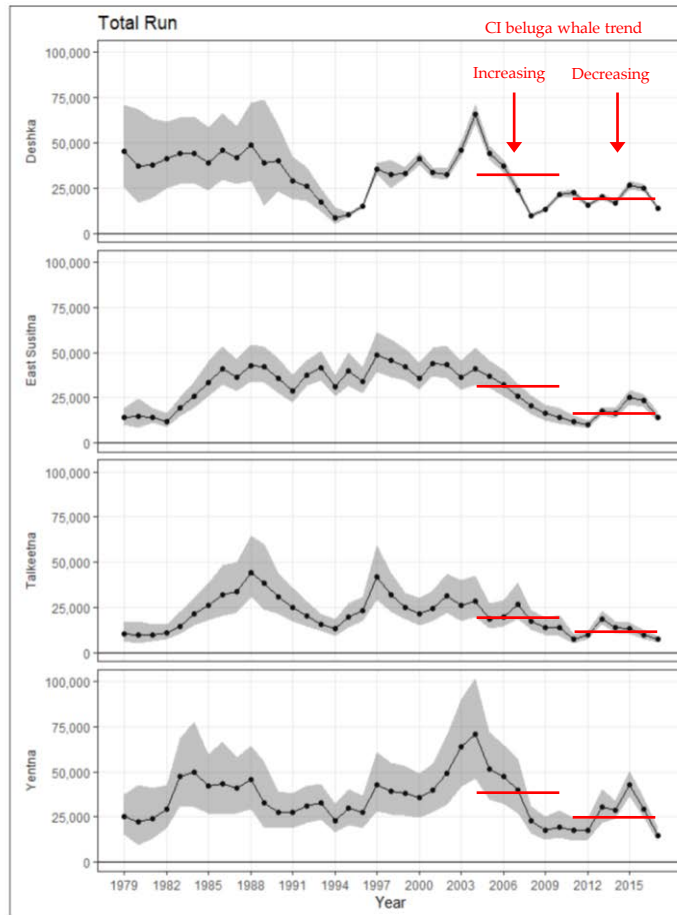 Total Run
CI beluga whale trend
Increasing Decreasing
100,000
75,000
50,000
25,000
0
Deshka
100,000
75,000
50,000
25,000
0
East Susitna
100,000
75,000
50,000
25,000
0
Talkeetna
100,000
75,000
50,000
25,000
0
Yentna
1979 1982 1985 1988 1991 1994 1997 2000 2003 2006 2009 2012 2015
Year